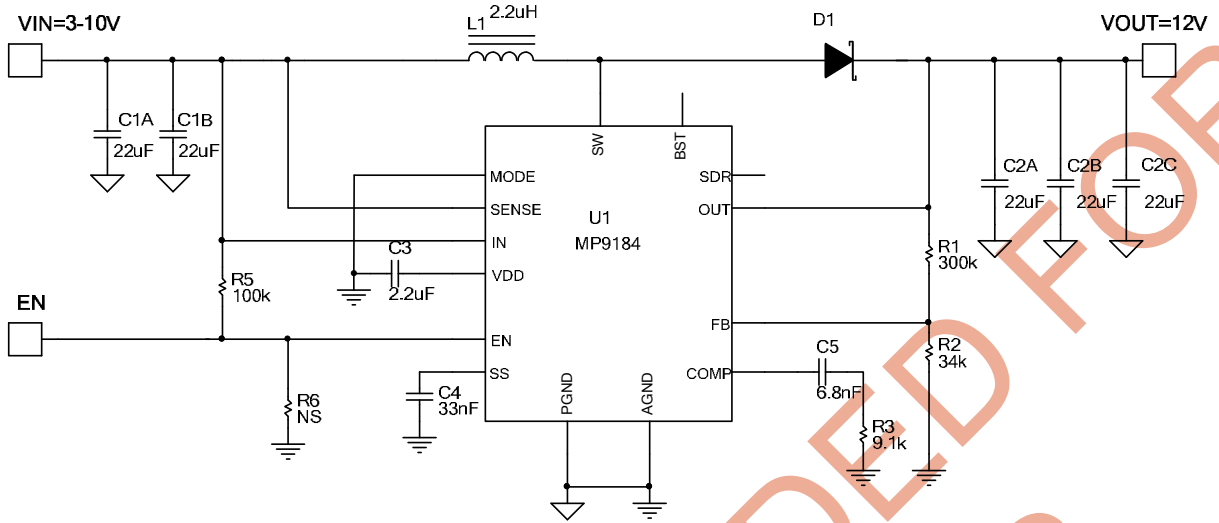 VIN=3-10V
L1
2.2uH
D1
VOUT=12V
C1A
22uF
C1B
22uF
SW
BST
MODE
SENSE
IN
VDD
EN
SS
PGND
AGND
SDR
OUT
FB
COMP
U1
MP9184
C2A
22uF
C2B
22uF
C2C
22uF
R1
300k
R5
100k
C3
2.2uF
EN
R2
34k
C5
6.8nF
R6
NS
C4
33nF
R3
9.1k
DED FOR